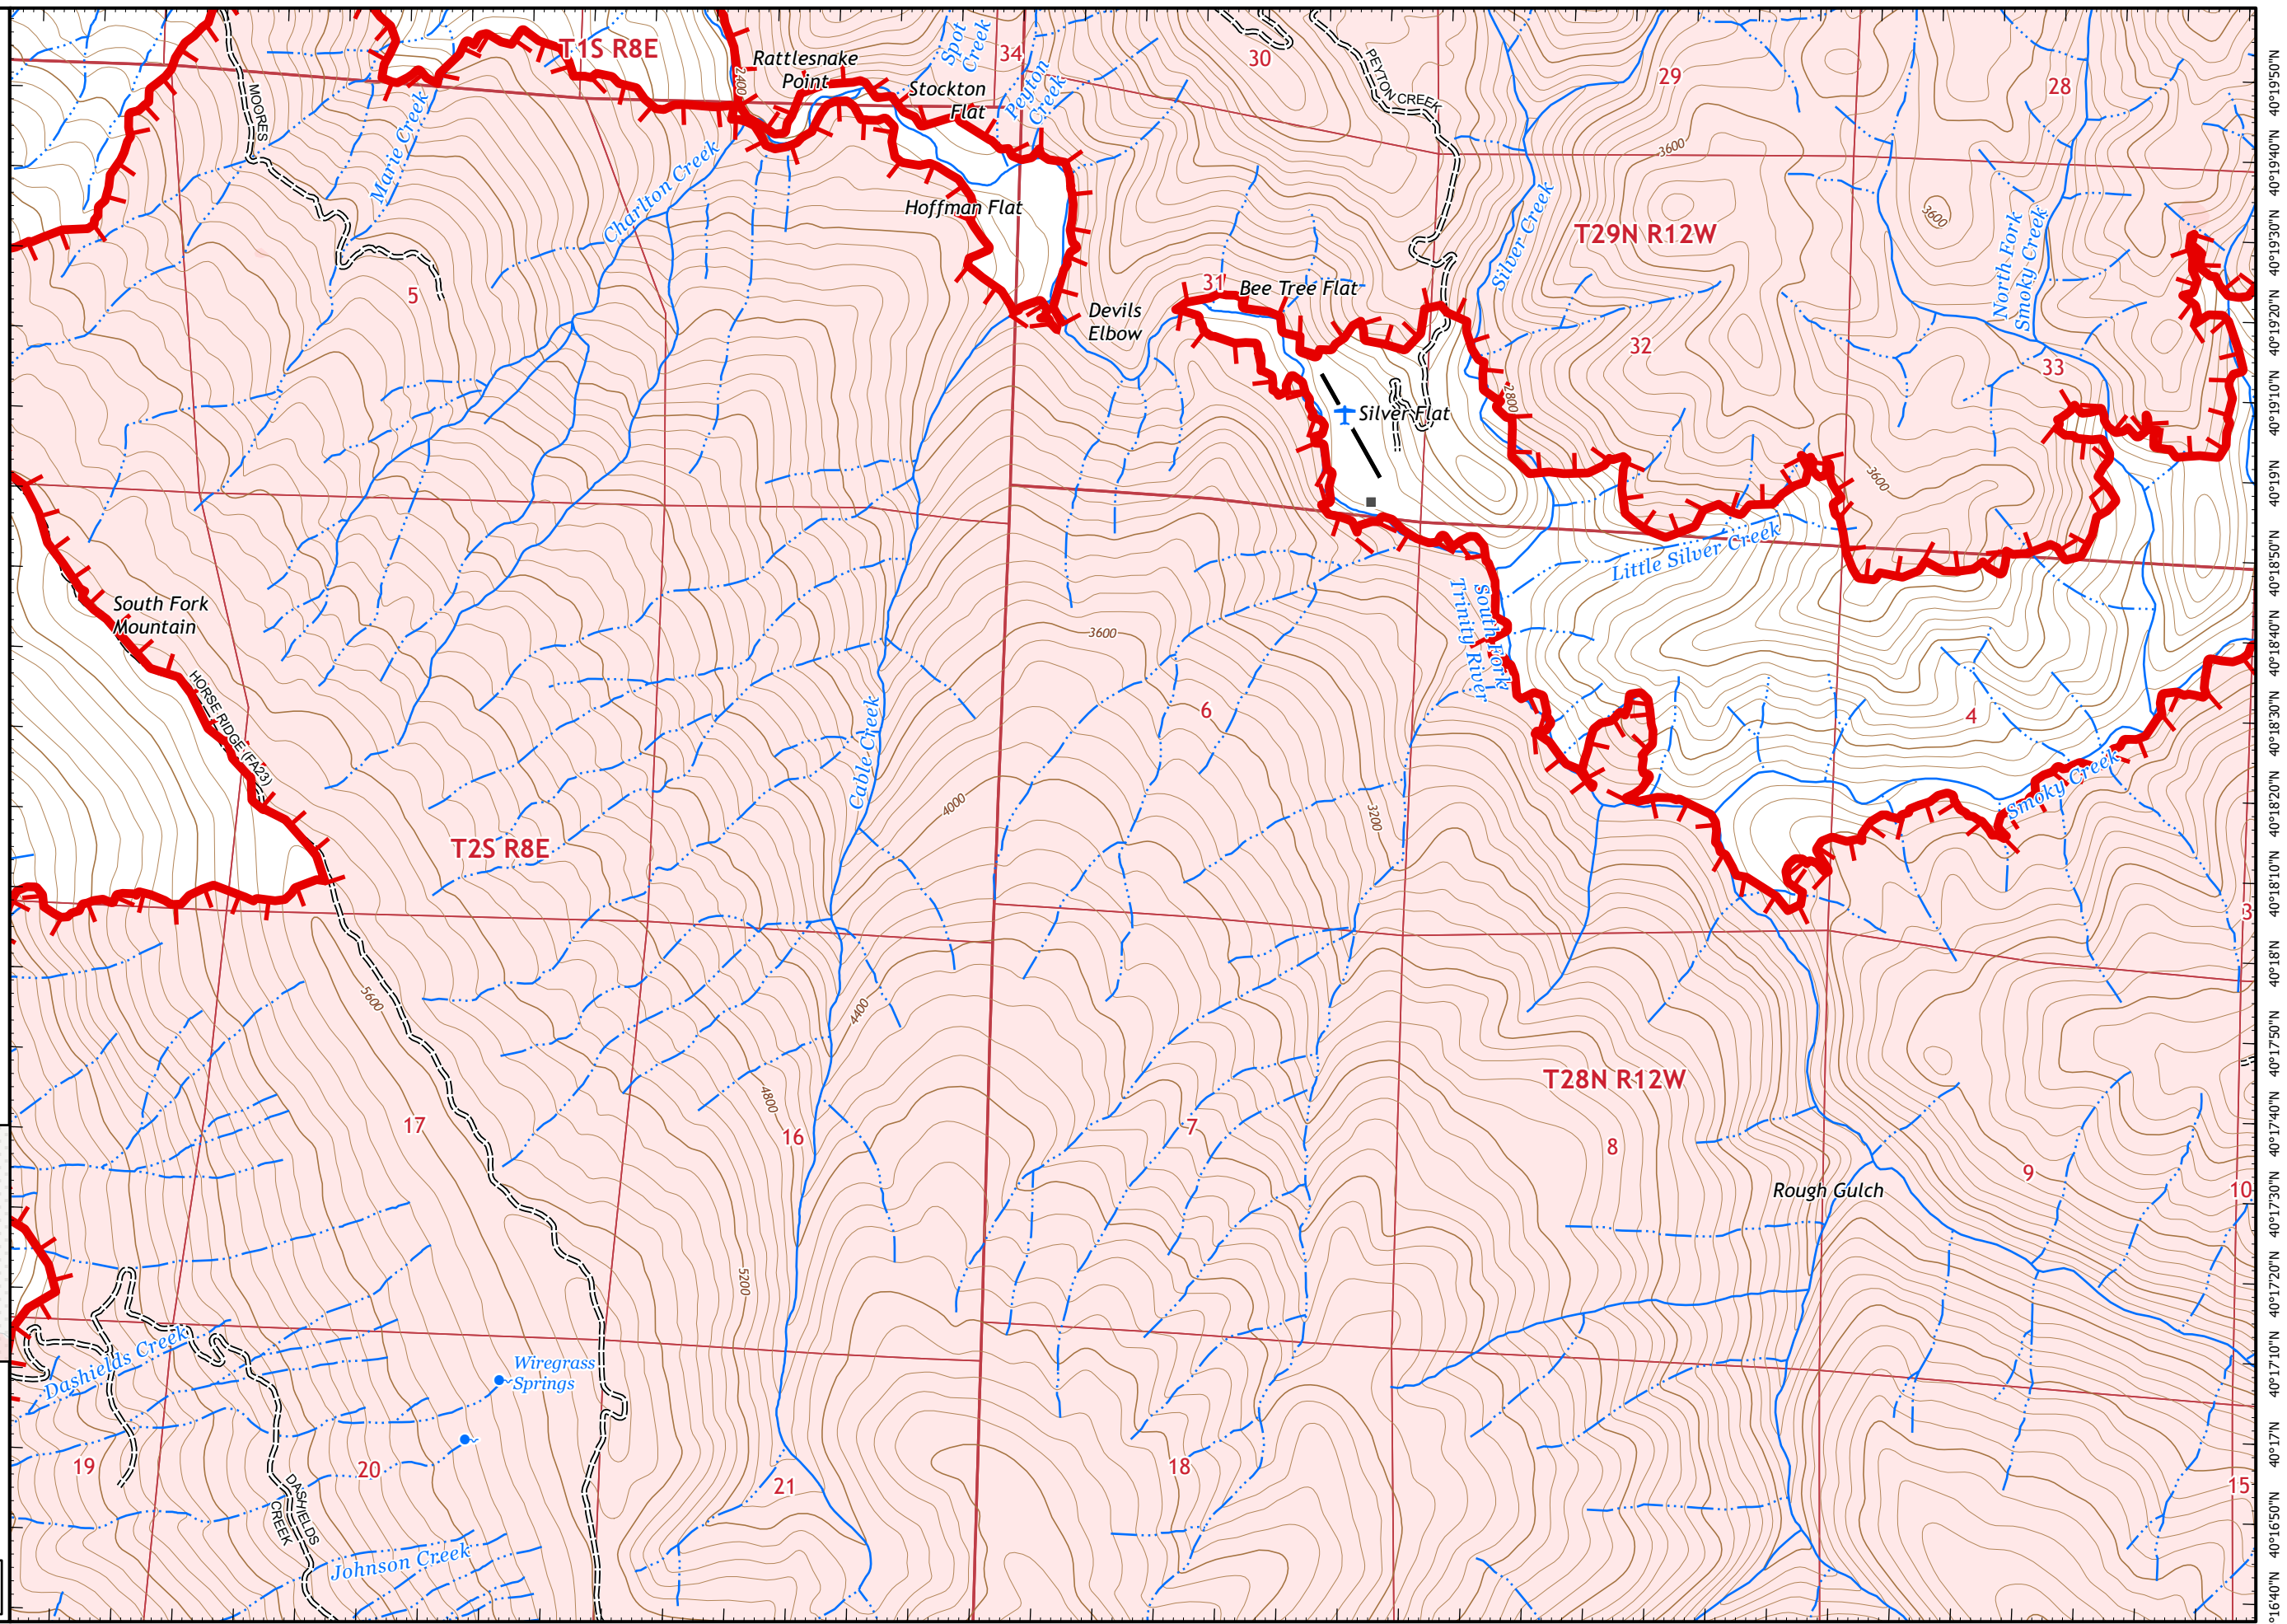 T1S R8E
Rattlesnake
Point
Spot
Creek
34
30
29
28
MOORES
2400
Stockton
Flat
Peyton
Creek
PEYTON CREEK
Marie Creek
Charlton Creek
3600
Hoffman Flat
Silver Creek
T29N R12W
3600
North Fork
Smoky Creek
5
31
Bee Tree Flat
Devils
Elbow
32
33
2800
Silver Flat
3600
Little Silver Creek
South Fork
Mountain
South Fork
Trinity River
3600
HORSE RIDGE (FA23)
Cable Creek
6
4
4000
3200
Smoky Creek
T2S R8E
3
5600
4400
T28N R12W
4800
17
16
7
8
9
Rough Gulch
10
5200
Dashields Creek
Wiregrass
Springs
19
20
21
18
15
DASHIELDS
CREEK
Johnson Creek
40°19'50"N
40°19'40"N
40°19'30"N
40°19'20"N
40°19'10"N
40°19'N
40°18'50"N
40°18'40"N
40°18'30"N
40°18'20"N
40°18'10"N
40°18'N
40°17'50"N
40°17'40"N
40°17'30"N
40°17'20"N
40°17'10"N
40°17'N
40°16'50"N
°16'40"N